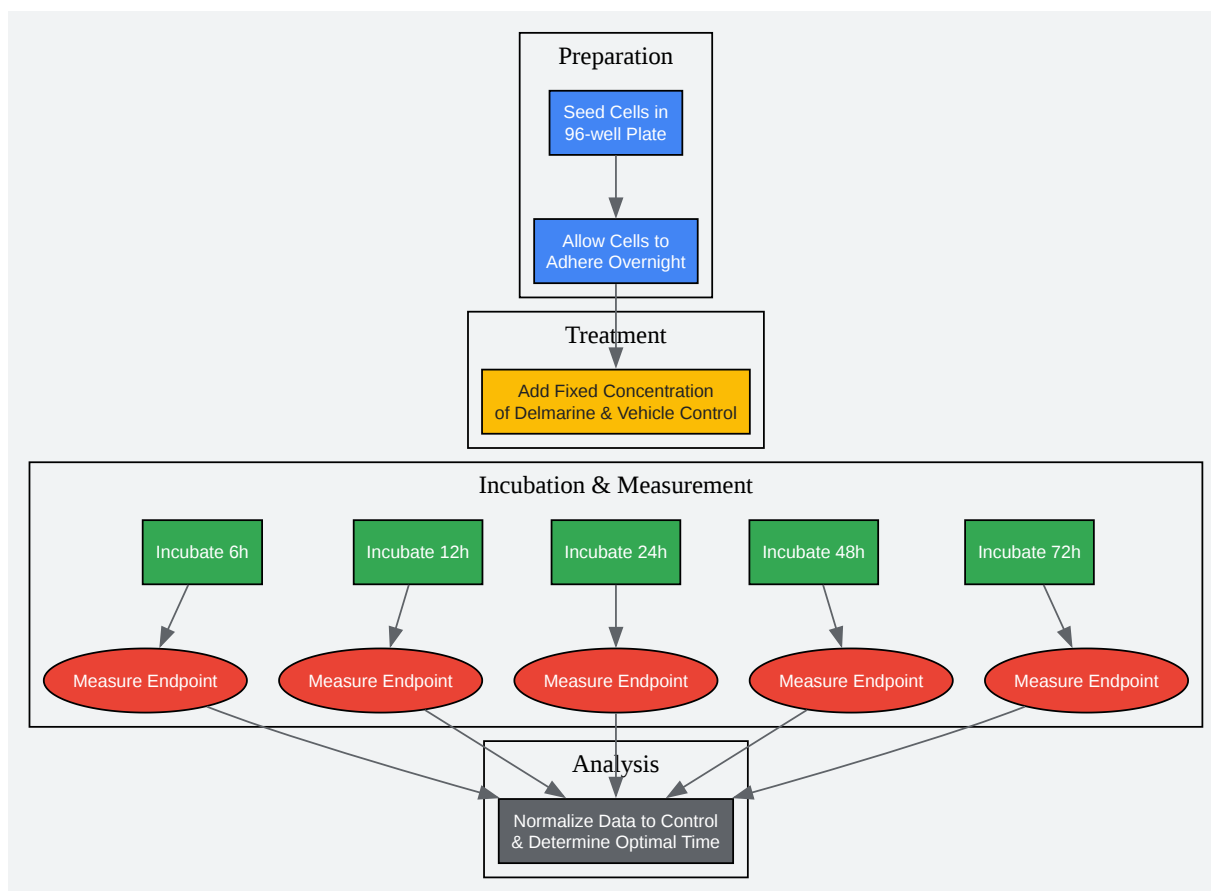 Preparation
Seed Cells in
96-well Plate
Allow Cells to
Adhere Overnight
Treatment
Add Fixed Concentration
of Delmarine & Vehicle Control
Incubation & Measurement
Incubate 6h
Incubate 12h
Incubate 24h
Incubate 48h
Incubate 72h
Measure Endpoint
Measure Endpoint
Measure Endpoint
Measure Endpoint
Measure Endpoint
Analysis
Normalize Data to Control
& Determine Optimal Time